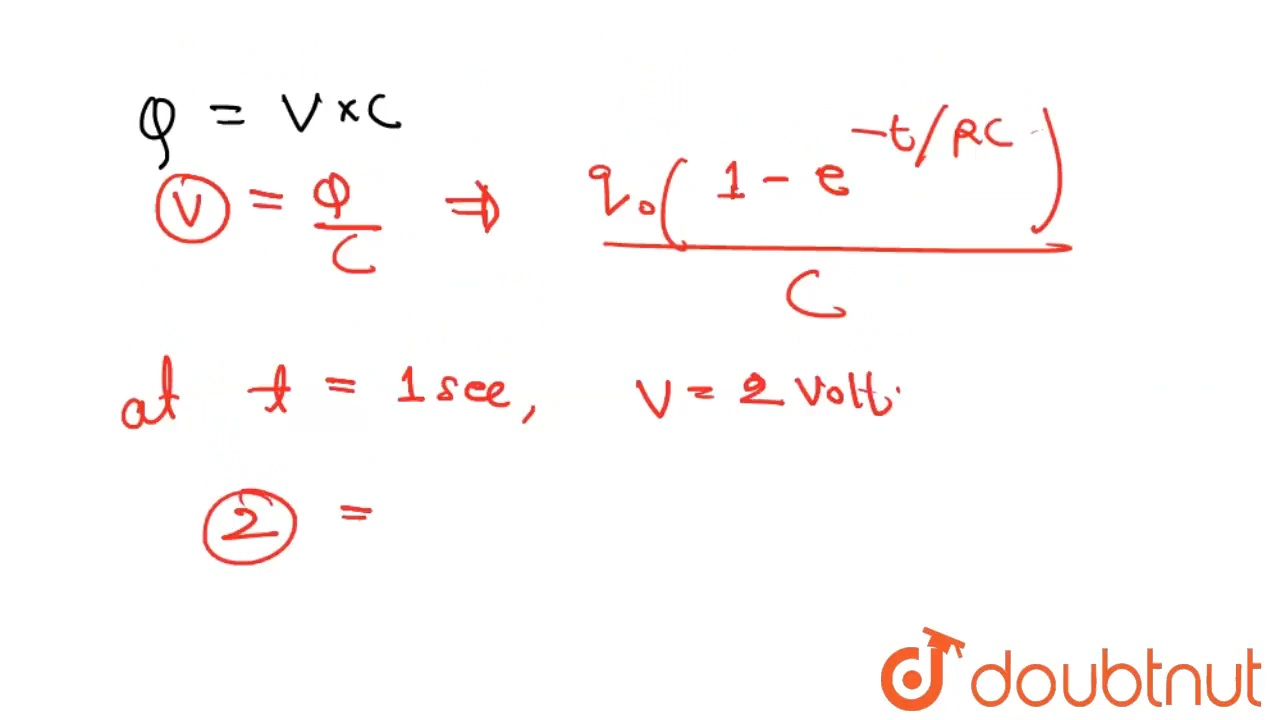 Q = V × C
V = Q/C ⇒ q₀(1 - e^(-t/RC))/C
at t = 1 sec, V = 2 Volt.
2 =
doubtnut